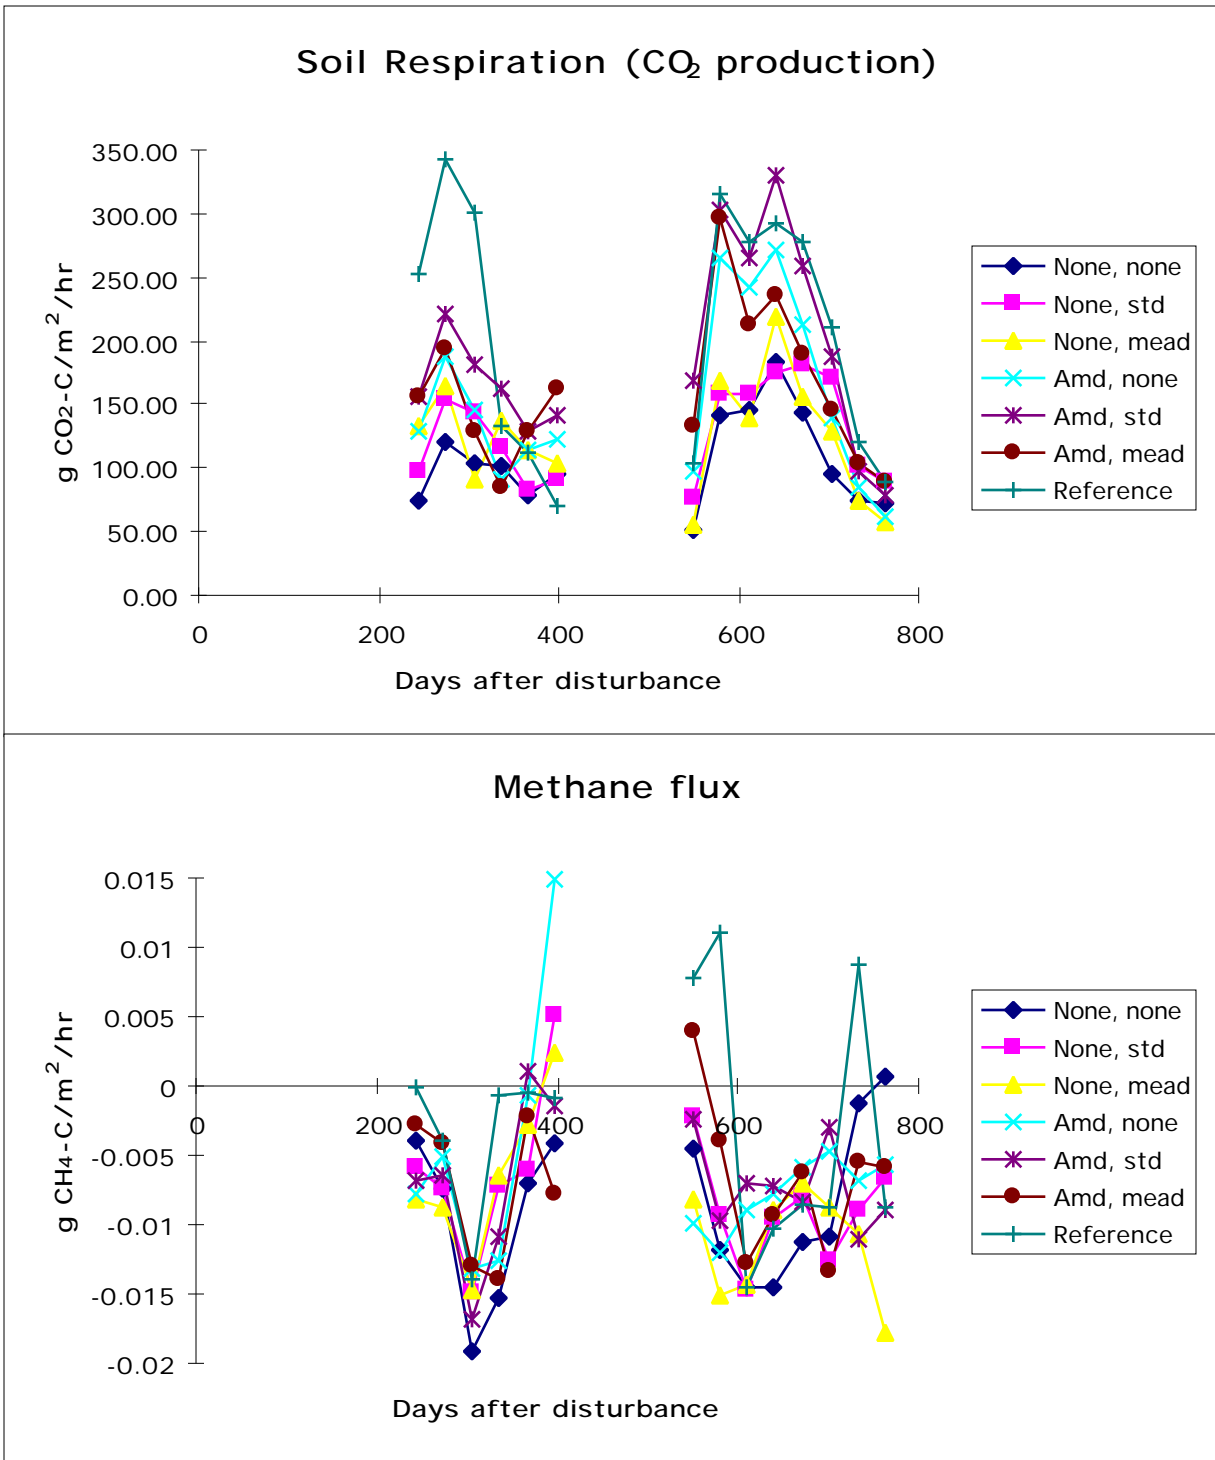 Soil Respiration (CO₂ production)
350.00
300.00
250.00
200.00
150.00
100.00
50.00
0.00
g CO₂-C/m²/hr
0 200 400 600 800
Days after disturbance
None, none
None, std
None, mead
Amd, none
Amd, std
Amd, mead
Reference
Methane flux
0.015
0.01
0.005
0
-0.005
-0.01
-0.015
-0.02
g CH₄-C/m²/hr
0 200 400 600 800
Days after disturbance
None, none
None, std
None, mead
Amd, none
Amd, std
Amd, mead
Reference